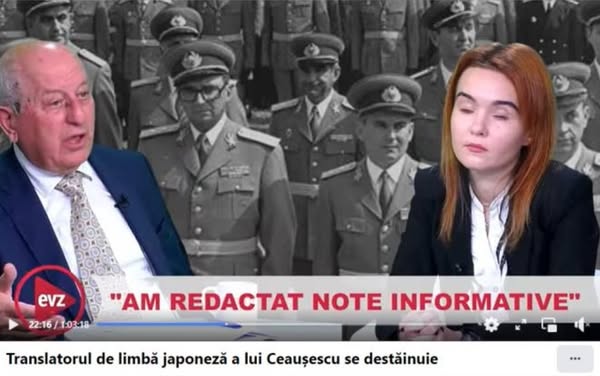 evz
"AM REDACTAT NOTE INFORMATIVE"
22:16 / 1:03:18
Translatorul de limbă japoneză a lui Ceaușescu se destăinuie